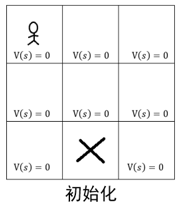 V(s) = 0 V(s) = 0 V(s) = 0
V(s) = 0 V(s) = 0 V(s) = 0
V(s) = 0 V(s) = 0
初始化